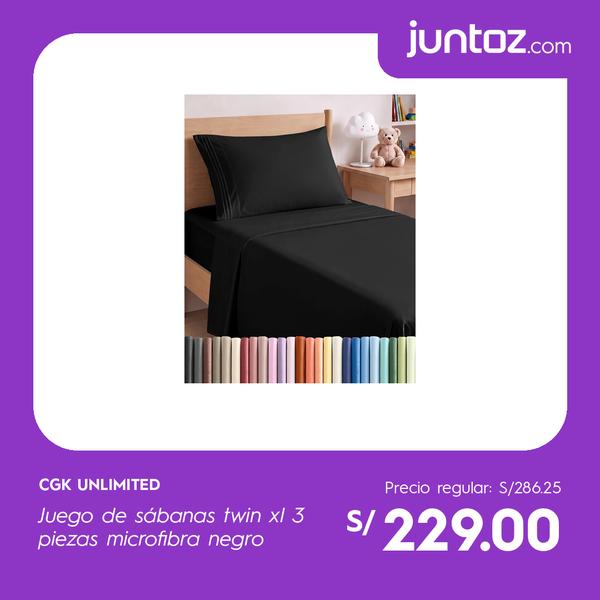 juntoz.com
CGK UNLIMITED
Juego de sábanas twin xl 3
piezas microfibra negro
Precio regular: S/286.25
S/ 229.00